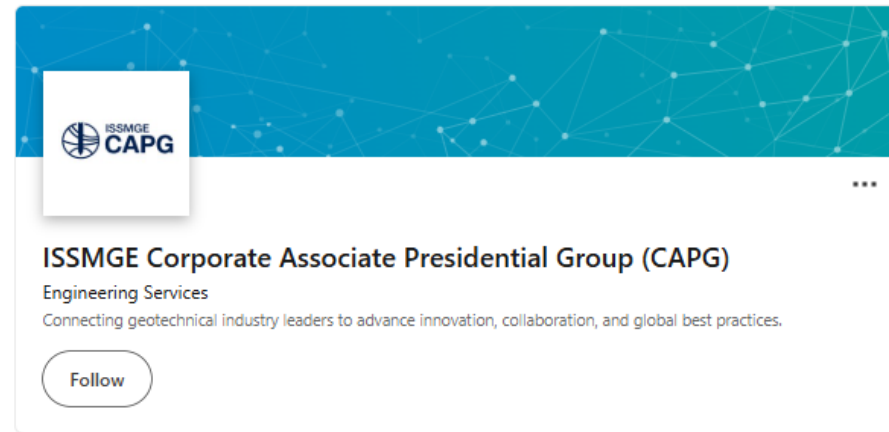 ISSMGE
CAPG
ISSMGE Corporate Associate Presidential Group (CAPG)
Engineering Services
Connecting geotechnical industry leaders to advance innovation, collaboration, and global best practices.
Follow